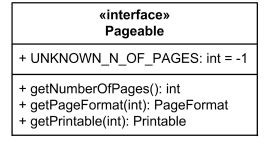 «interface»
Pageable
+ UNKNOWN_N_OF_PAGES: int = -1
+ getNumberOfPages(): int
+ getPageFormat(int): PageFormat
+ getPrintable(int): Printable